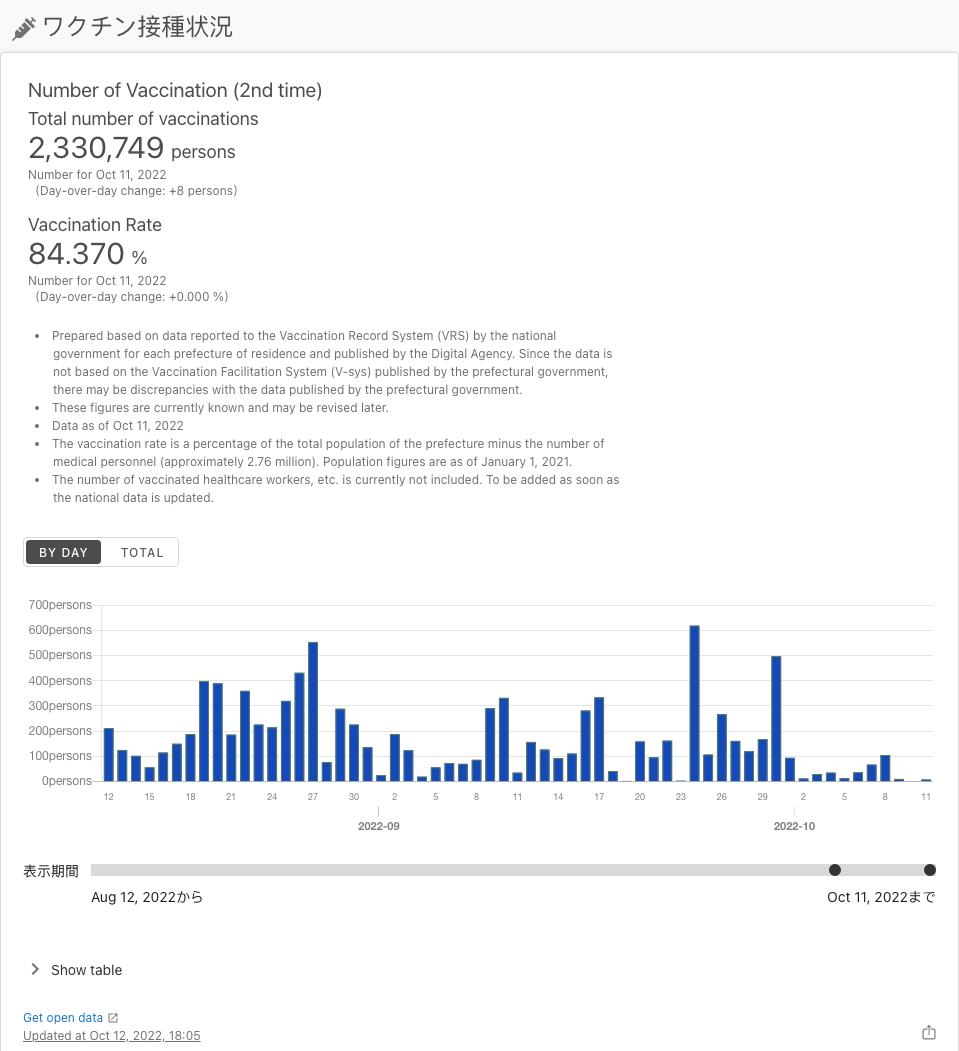 ワクチン接種状況
Number of Vaccination (2nd time)
Total number of vaccinations
2,330,749 persons
Number for Oct 11, 2022
(Day-over-day change: +8 persons)
Vaccination Rate
84.370 %
Number for Oct 11, 2022
(Day-over-day change: +0.000 %)
• Prepared based on data reported to the Vaccination Record System (VRS) by the national
government for each prefecture of residence and published by the Digital Agency. Since the data is
not based on the Vaccination Facilitation System (V-sys) published by the prefectural government,
there may be discrepancies with the data published by the prefectural government.
• These figures are currently known and may be revised later.
• Data as of Oct 11, 2022
• The vaccination rate is a percentage of the total population of the prefecture minus the number of
medical personnel (approximately 2.76 million). Population figures are as of January 1, 2021.
• The number of vaccinated healthcare workers, etc. is currently not included. To be added as soon as
the national data is updated.
BY DAY TOTAL
700persons
600persons
500persons
400persons
300persons
200persons
100persons
0persons
12 15 18 21 24 27 30 2 5 8 11 14 17 20 23 26 29 2 5 8 11
2022-09 2022-10
表示期間
Aug 12, 2022から Oct 11, 2022まで
Show table
Get open data
Updated at Oct 12, 2022, 18:05